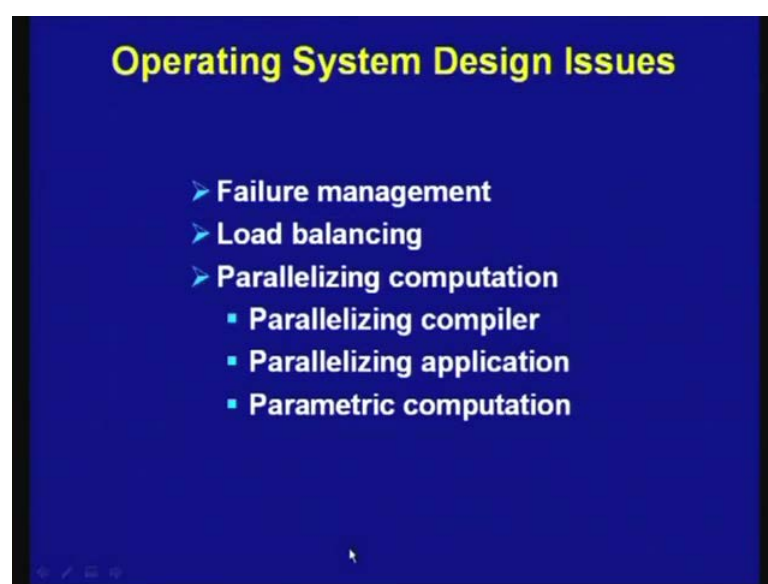 Operating System Design Issues
Failure management
Load balancing
Parallelizing computation
Parallelizing compiler
Parallelizing application
Parametric computation